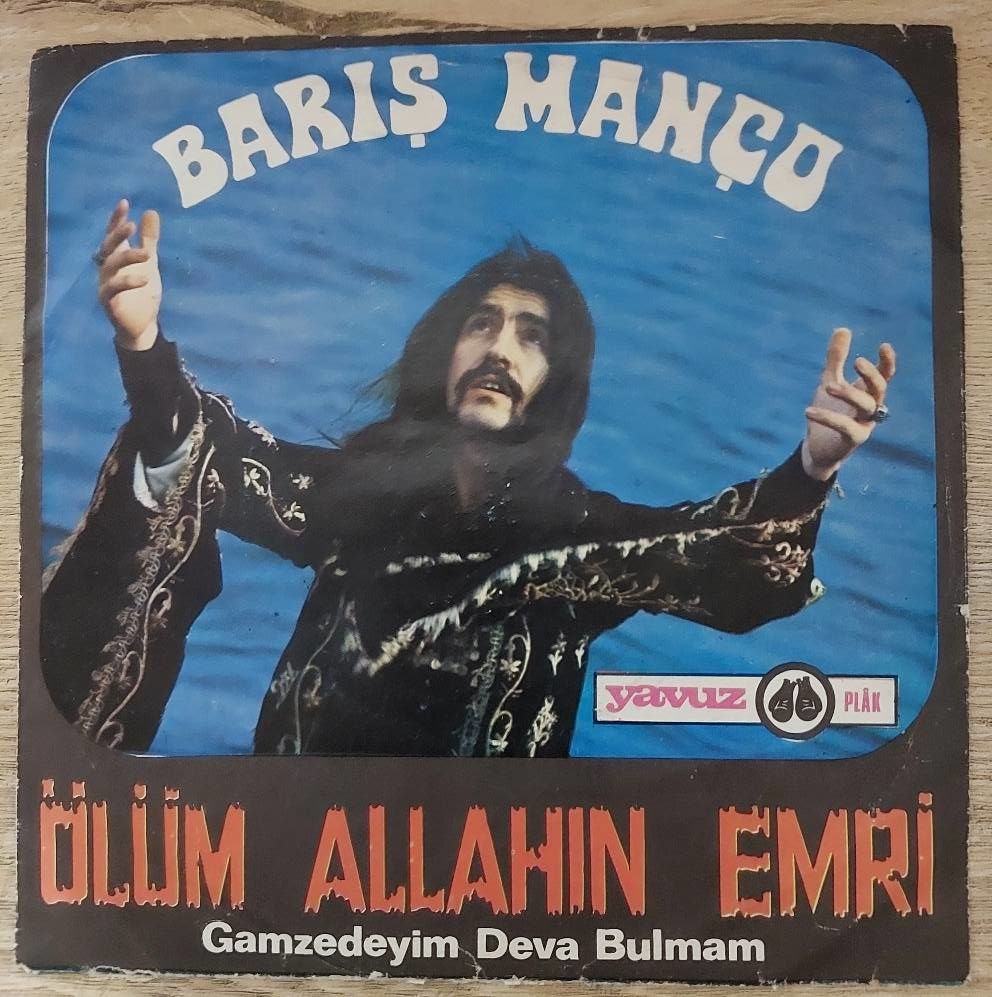 BARIŞ MANÇO
yavuz PLÂK
ÖLÜM ALLAHIN EMRİ
Gamzedeyim Deva Bulmam